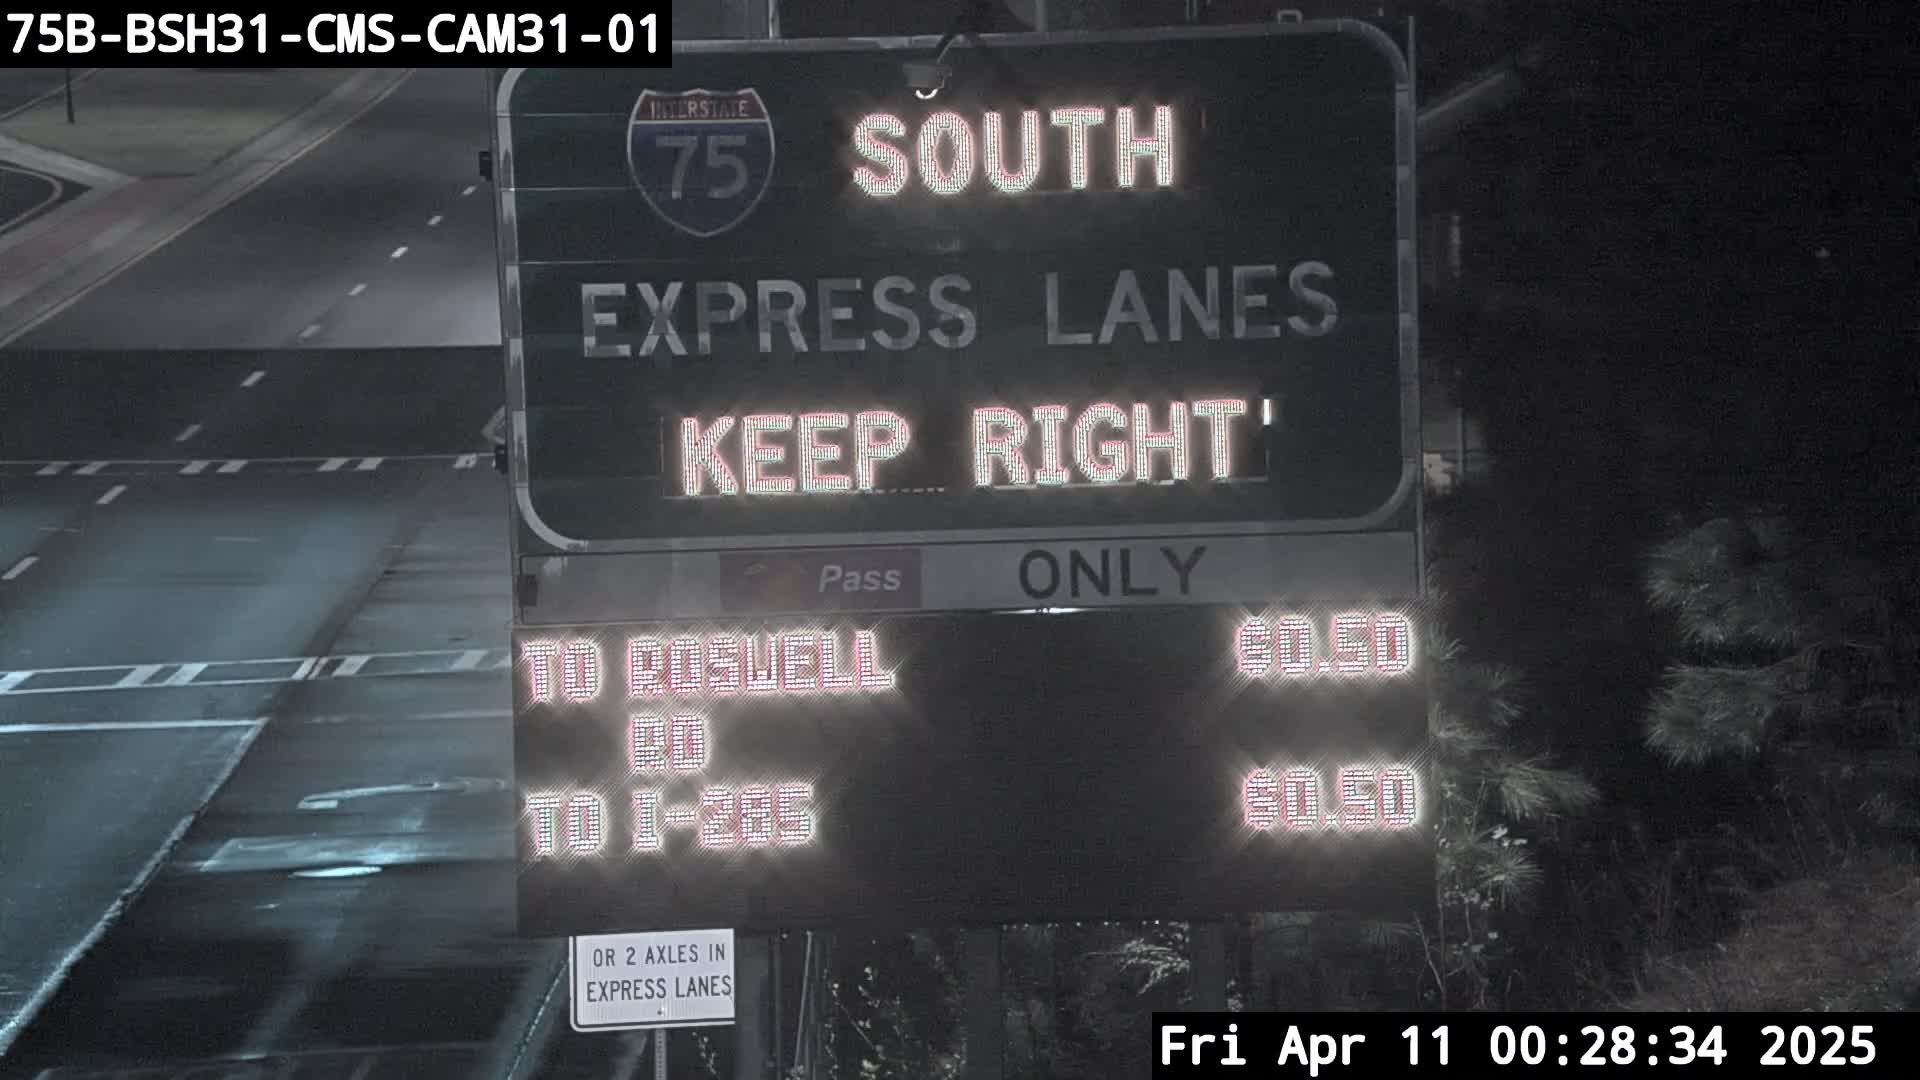 75B-BSH31-CMS-CAM31-01
INTERSTATE
75
SOUTH
EXPRESS LANES
KEEP RIGHT
Pass ONLY
TO ROSWELL $0.50
RD
TO I-285 $0.50
OR 2 AXLES IN
EXPRESS LANES
Fri Apr 11 00:28:34 2025